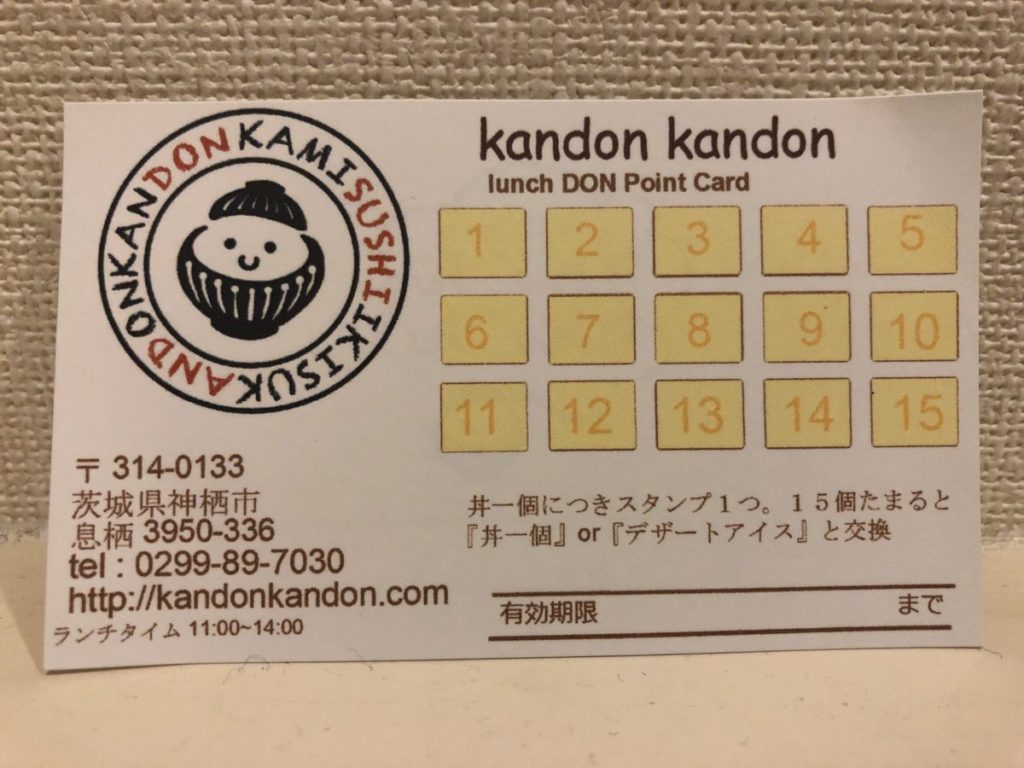 KANDONKAMISUSHIIKISUKANDONKANDON
kandon kandon
lunch DON Point Card
1 2 3 4 5
6 7 8 9 10
11 12 13 14 15
〒 314-0133
茨城県神栖市
息栖 3950-336
tel : 0299-89-7030
http://kandonkandon.com
ランチタイム 11:00~14:00
丼一個につきスタンプ１つ。１５個たまると
『丼一個』or『デザートアイス』と交換
有効期限 まで